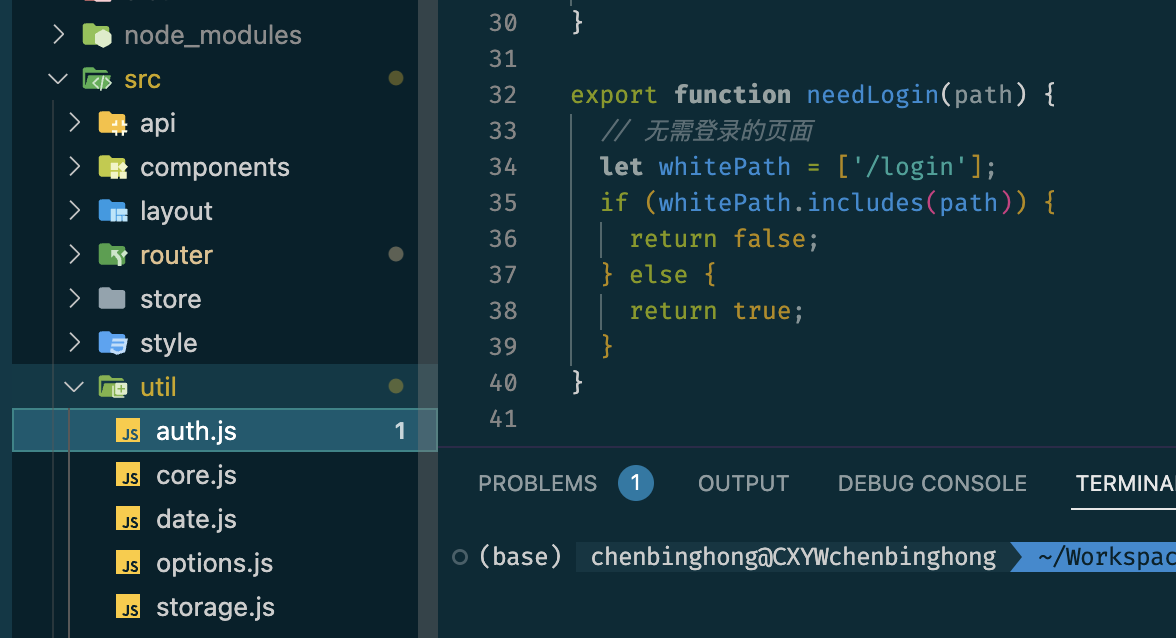 node_modules
src
api
components
layout
router
store
style
util
auth.js 1
core.js
date.js
options.js
storage.js
30 }
31
32 export function needLogin(path) {
33 // 无需登录的页面
34 let whitePath = ['/login'];
35 if (whitePath.includes(path)) {
36 return false;
37 } else {
38 return true;
39 }
40 }
41
PROBLEMS 1 OUTPUT DEBUG CONSOLE TERMINA
(base) chenbinghong@CXYWchenbinghong ~/Workspac